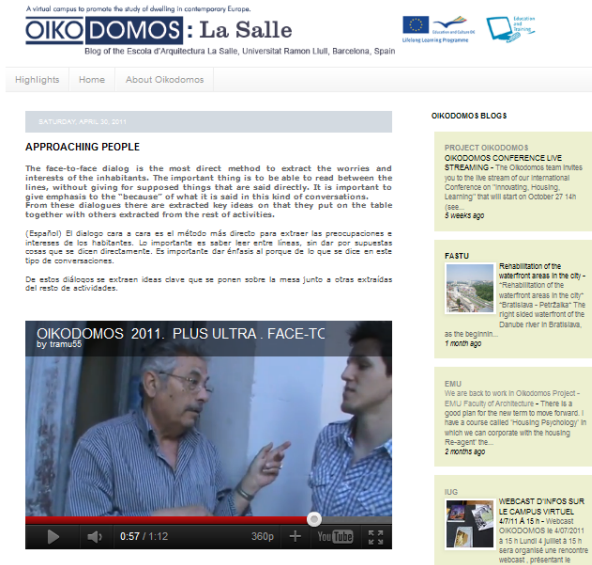 A virtual campus to promote the study of dwelling in contemporary Europe.
OIKODOMOS: La Salle
Blog of the Escola d'Arquitectura La Salle, Universitat Ramon Llull, Barcelona, Spain
Education and Culture DG
Lifelong Learning Programme
Education and
Training
Highlights
Home
About Oikodomos
SATURDAY, APRIL 30, 2011
APPROACHING PEOPLE
The face-to-face dialog is the most direct method to extract the worries and
interests of the inhabitants. The important thing is to be able to read between the
lines, without giving for supposed things that are said directly. It is important to
give emphasis to the "because" of what it is said in this kind of conversations.
From these dialogues there are extracted key ideas on that they put on the table
together with others extracted from the rest of activities.
(Español) El dialogo cara a cara es el método más directo para extraer las preocupaciones e
intereses de los habitantes. Lo importante es saber leer entre líneas, sin dar por supuestas
cosas que se dicen directamente. Es importante dar énfasis al porque de lo que se dice en este
tipo de conversaciones.
De estos diálogos se extraen ideas clave que se ponen sobre la mesa junto a otras extraídas
del resto de actividades.
OIKODOMOS 2011. PLUS ULTRA . FACE-TO
by tramu55
0:57 / 1:12
360p
YouTube
OIKODOMOS BLOGS
PROJECT OIKODOMOS
OIKODOMOS CONFERENCE LIVE
STREAMING - The Oikodomos team invites
you to the live stream of our International
Conference on "Innovating, Housing,
Learning" that will start on October 27 14h
(see...
5 weeks ago
FASTU
Rehabilitation of the
waterfront areas in the city -
"Rehabilitation of the
waterfront areas in the city"
"Bratislava - Petržalka" The
right sided waterfront of the
Danube river in Bratislava,
as the beginnin...
1 month ago
EMU
We are back to work in Oikodomos Project -
EMU Faculty of Architecture - There is a
good plan for the new term to move forward. I
have a course called 'Housing Psychology' in
which we can corporate with the housing
Re-agent' the...
2 months ago
IUG
WEBCAST D'INFOS SUR
LE CAMPUS VIRTUEL
4/7/11 À 15 h - Webcast
OIKODOMOS le 4/07/2011
à 15 h Lundi 4 juillet à 15 h
sera organisé une rencontre
webcast , présentant le